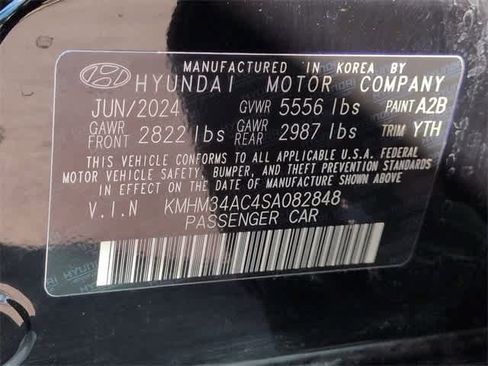 MANUFACTURED IN KOREA BY
HYUNDAI MOTOR COMPANY
JUN/2024 GVWR 5556 lbs PAINT A2B
GAWR FRONT 2822 lbs GAWR REAR 2987 lbs TRIM YTH
THIS VEHICLE CONFORMS TO ALL APPLICABLE U.S.A. FEDERAL
MOTOR VEHICLE SAFETY, BUMPER, AND THEFT PREVENTION STANDARDS
IN EFFECT ON THE DATE OF MANUFACTURE SHOWN ABOVE.
V.I.N KMHM34AC4SA082848
PASSENGER CAR